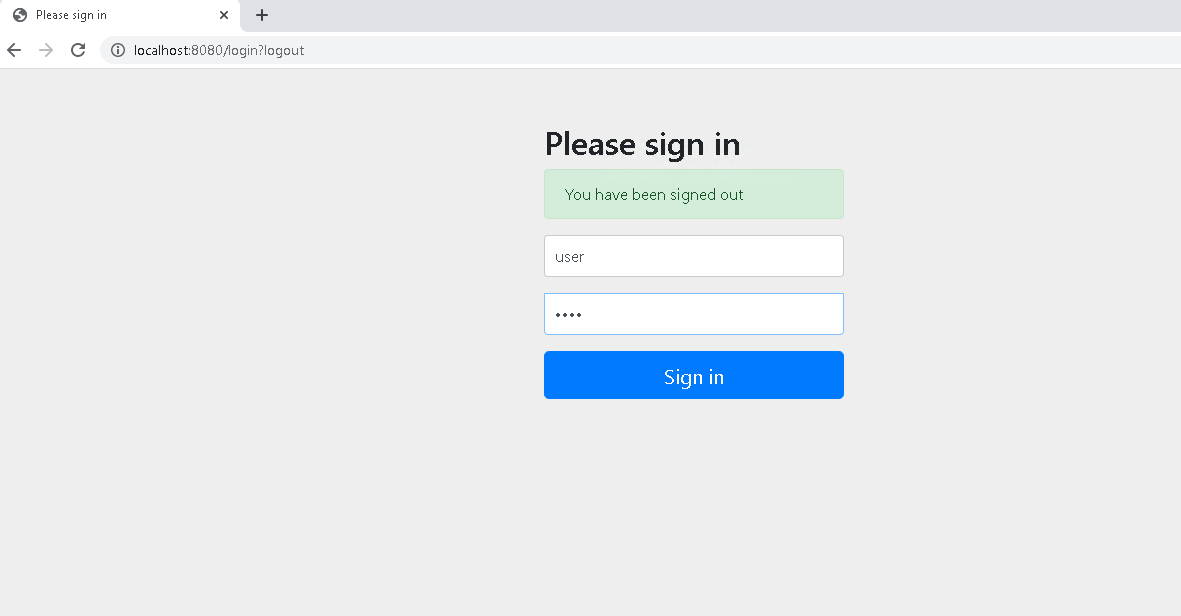 Please sign in
localhost:8080/login?logout
Please sign in
You have been signed out
user
••••
Sign in